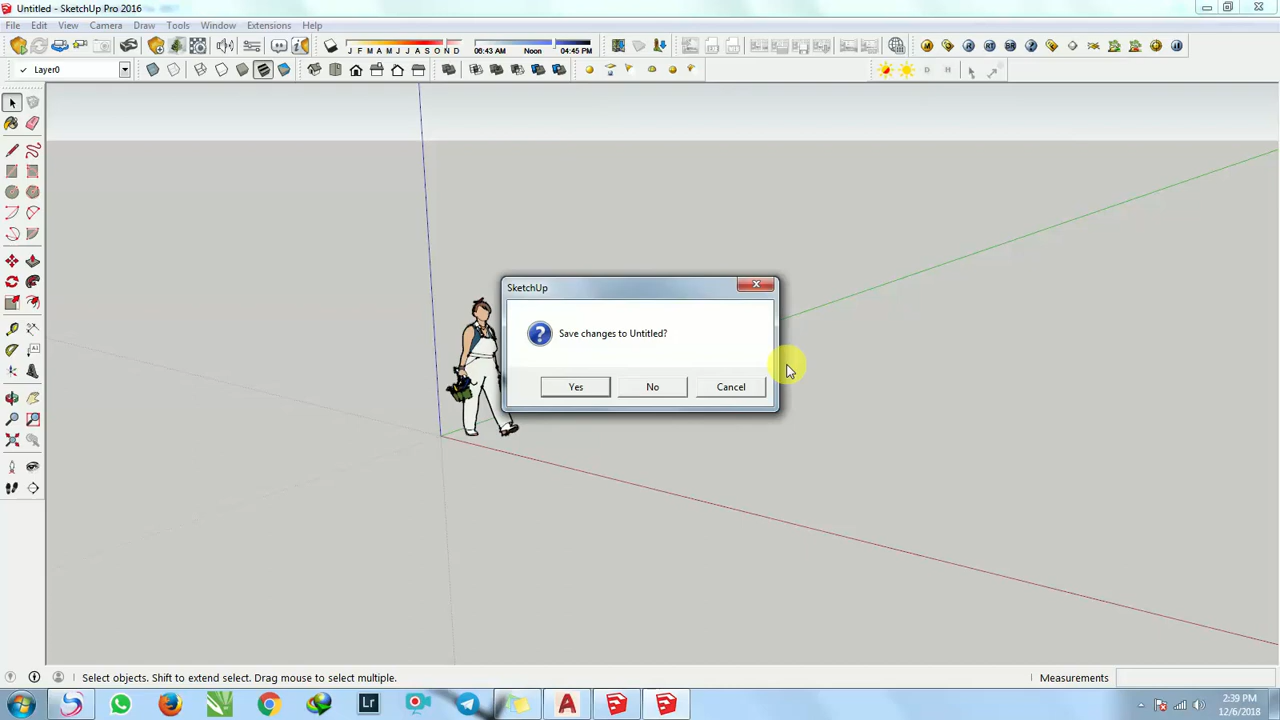 Untitled - SketchUp Pro 2016
File Edit View Camera Draw Tools Window Extensions Help
J F M A M J J A S O N D 06:43 AM Noon 04:45 PM
Layer0
SketchUp
Save changes to Untitled?
Yes No Cancel
Select objects. Shift to extend select. Drag mouse to select multiple. Measurements
Lr
2:39 PM
12/6/2018